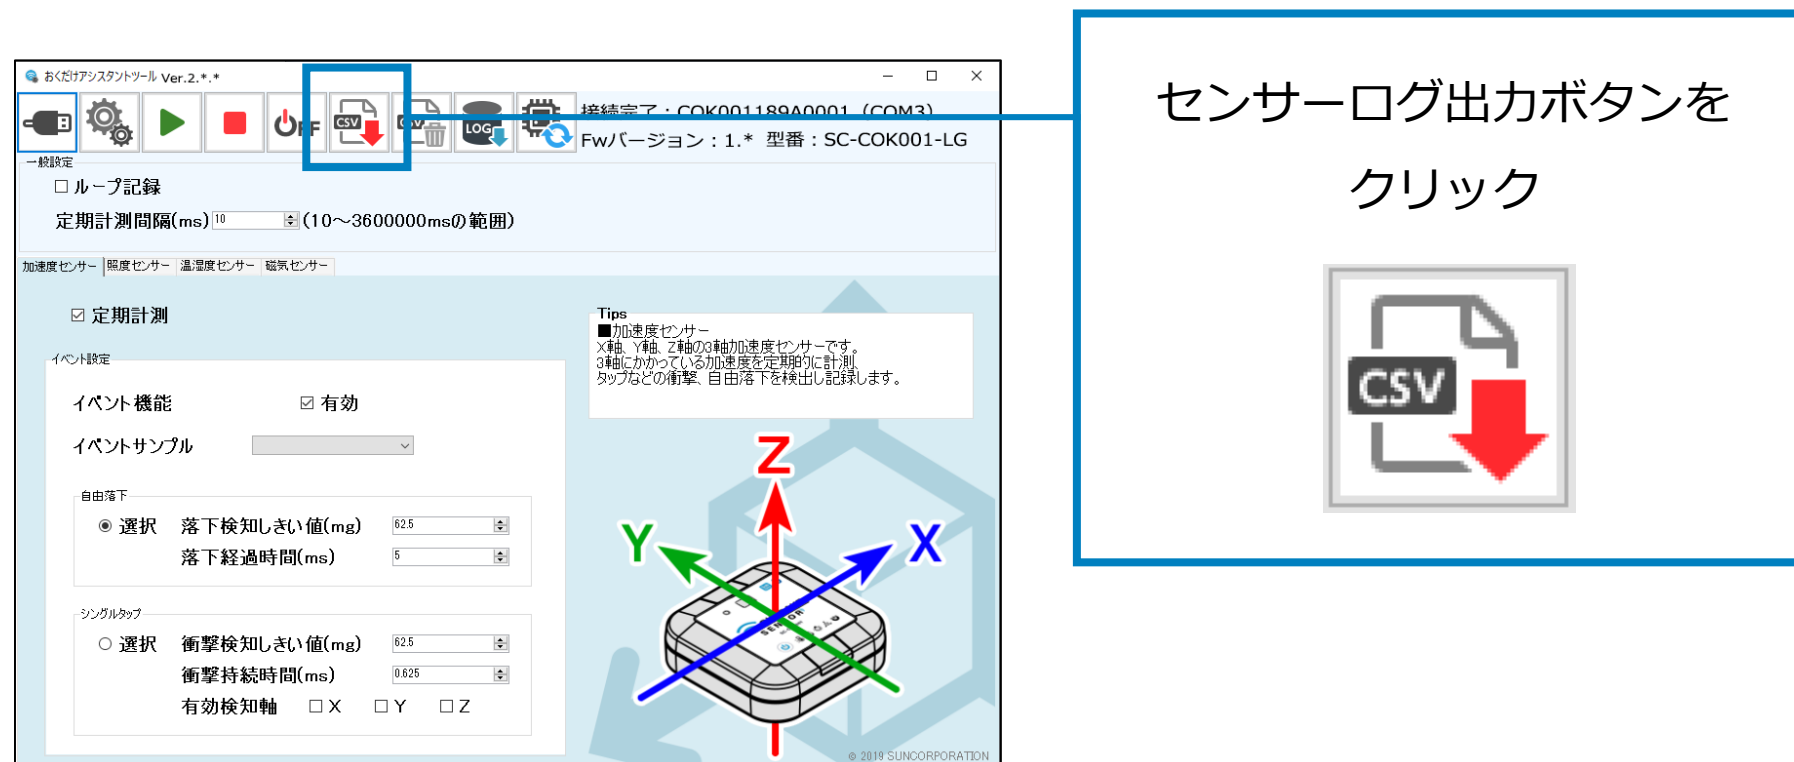 おくだけアシスタントツール Ver.2.*.*
OFF
CSV
CSV
LOG
接続完了：COK001189A0001 (COM3)
Fwバージョン：1.* 型番：SC-COK001-LG
一般設定
ループ記録
定期計測間隔(ms) 10 (10～3600000msの範囲)
加速度センサー 照度センサー 温湿度センサー 磁気センサー
定期計測
イベント設定
イベント機能 有効
イベントサンプル
自由落下
選択 落下検知しきい値(mg) 62.5
落下経過時間(ms) 5
シングルタップ
選択 衝撃検知しきい値(mg) 62.5
衝撃持続時間(ms) 0.625
有効検知軸 X Y Z
Tips
■加速度センサー
X軸、Y軸、Z軸の3軸加速度センサーです。
3軸にかかっている加速度を定期的に計測、
タップなどの衝撃、自由落下を検出し記録します。
Z
Y
X
SENSOR
© 2019 SUNCORPORATION
センサーログ出力ボタンを
クリック
CSV